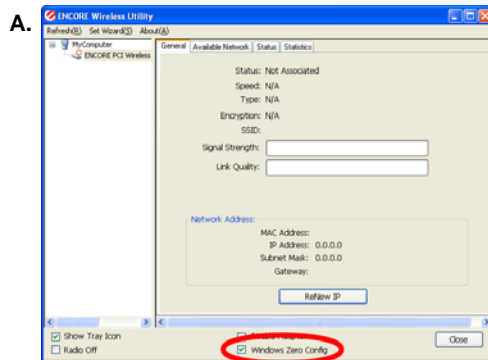 A.
ENCORE Wireless Utility
Refresh(R) Set Wizard(S) About(A)
MyComputer
ENCORE PCI Wireless
General Available Network Status Statistics
Status: Not Associated
Speed: N/A
Type: N/A
Encryption: N/A
SSID:
Signal Strength:
Link Quality:
Network Address:
MAC Address:
IP Address: 0.0.0.0
Subnet Mask: 0.0.0.0
Gateway:
ReNew IP
Show Tray Icon
Radio Off
Windows Zero Config
Close